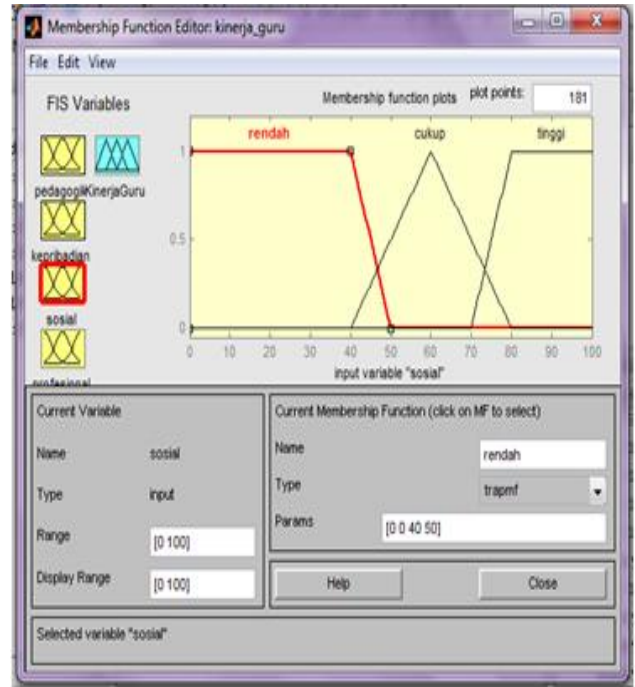 Membership Function Editor: kinerja_guru
File Edit View
FIS Variables
Membership function plots plot points: 181
rendah cukup tinggi
pedagogik KinerjaGuru
kepribadian
sosial
profesional
1
0.5
0
0 10 20 30 40 50 60 70 80 90 100
input variable "sosial"
Current Variable
Name sosial
Type input
Range [0 100]
Display Range [0 100]
Current Membership Function (click on MF to select)
Name rendah
Type trapmf
Params [0 0 40 50]
Help Close
Selected variable "sosial"